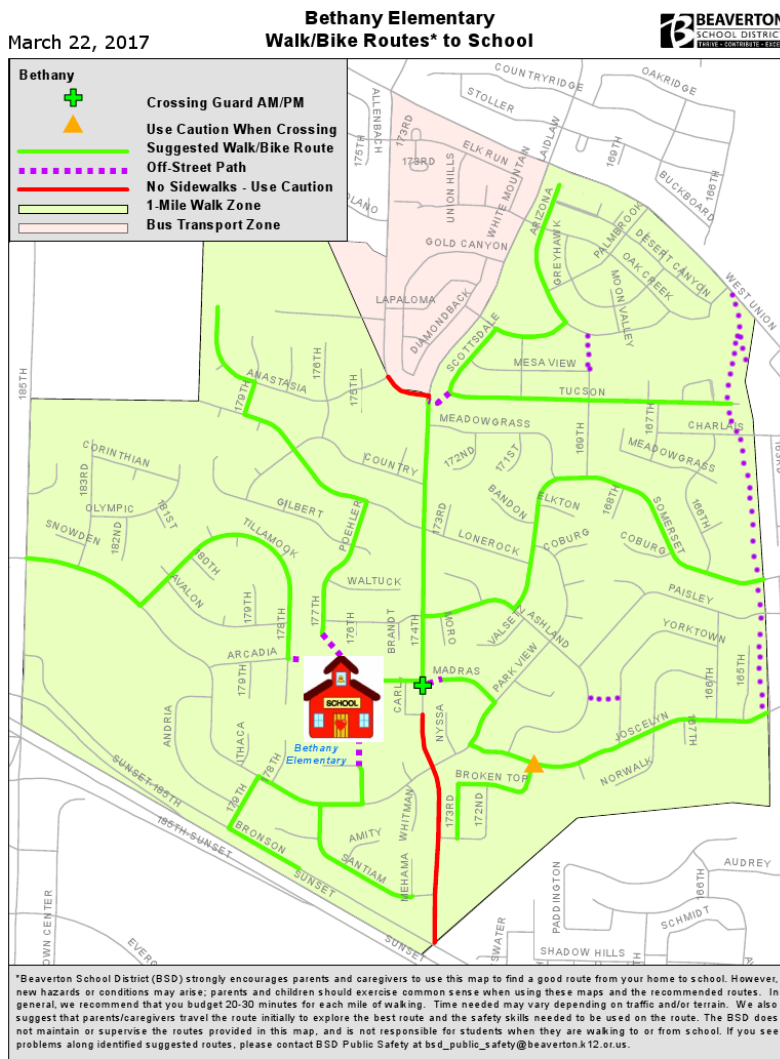 March 22, 2017
Bethany Elementary
Walk/Bike Routes* to School
BEAVERTON
SCHOOL DISTRICT
Bethany
Crossing Guard AM/PM
Use Caution When Crossing
Suggested Walk/Bike Route
Off-Street Path
No Sidewalks - Use Caution
1-Mile Walk Zone
Bus Transport Zone
COUNTRYRIDGE
OAKRIDGE
STOLLER
ALLENBACH
175TH
173RD
173RD
ELK RUN
UNION HILLS
WHITE MOUNTAIN
LAIDLAW
169TH
166TH
BUCKBOARD
ARIZONA
GREYHAWK
PALMBROOK
DESERT CANYON
OAK CREEK
MOON VALLEY
WEST UNION
GOLD CANYON
LAPALOMA
DIAMONDBACK
SCOTTSDALE
MESA VIEW
TUCSON
185TH
ANASTASIA
176TH
175TH
179TH
MEADOWGRASS
172ND
171ST
169TH
167TH
CHARLAIS
MEADOWGRASS
166TH
CORINTHIAN
183RD
OLYMPIC
SNOWDEN
182ND
181ST
COUNTRY
GILBERT
POEHLER
173RD
BANDON
ELKTON
168TH
SOMERSET
TILLAMOOK
LONEROCK
COBURG
COBURG
AVALON
180TH
179TH
178TH
WALTUCK
177TH
176TH
BRANDT
174TH
MORO
VALSETZ
ASHLAND
PAISLEY
YORKTOWN
ARCADIA
179TH
MADRAS
PARK VIEW
CARL
NYSSA
166TH
165TH
SCHOOL
Bethany
Elementary
ANDRIA
ITHACA
178TH
JOSCELYN
167TH
NORWALK
BROKEN TOP
SUNSET-185TH
185TH-SUNSET
179TH
BRONSON
AMITY
WHITMAN
173RD
172ND
SANTIAM
MEHAMA
SUNSET
SUNSET
AUDREY
166TH
PADDINGTON
SCHMIDT
SHADOW HILLS
OWN CENTER
EVERG
SWATER
*Beaverton School District (BSD) strongly encourages parents and caregivers to use this map to find a good route from your home to school. However,
new hazards or conditions may arise; parents and children should exercise common sense when using these maps and the recommended routes. In
general, we recommend that you budget 20-30 minutes for each mile of walking. Time needed may vary depending on traffic and/or terrain. We also
suggest that parents/caregivers travel the route initially to explore the best route and the safety skills needed to be used on the route. The BSD does
not maintain or supervise the routes provided in this map, and is not responsible for students when they are walking to or from school. If you see
problems along identified suggested routes, please contact BSD Public Safety at bsd_public_safety@beaverton.k12.or.us.